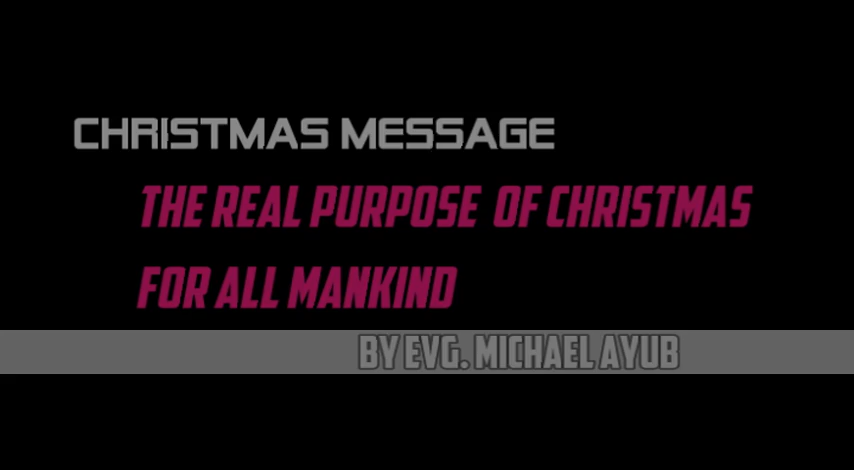 CHRISTMAS MESSAGE
THE REAL PURPOSE OF CHRISTMAS
FOR ALL MANKIND
BY EVG. MICHAEL AYUB